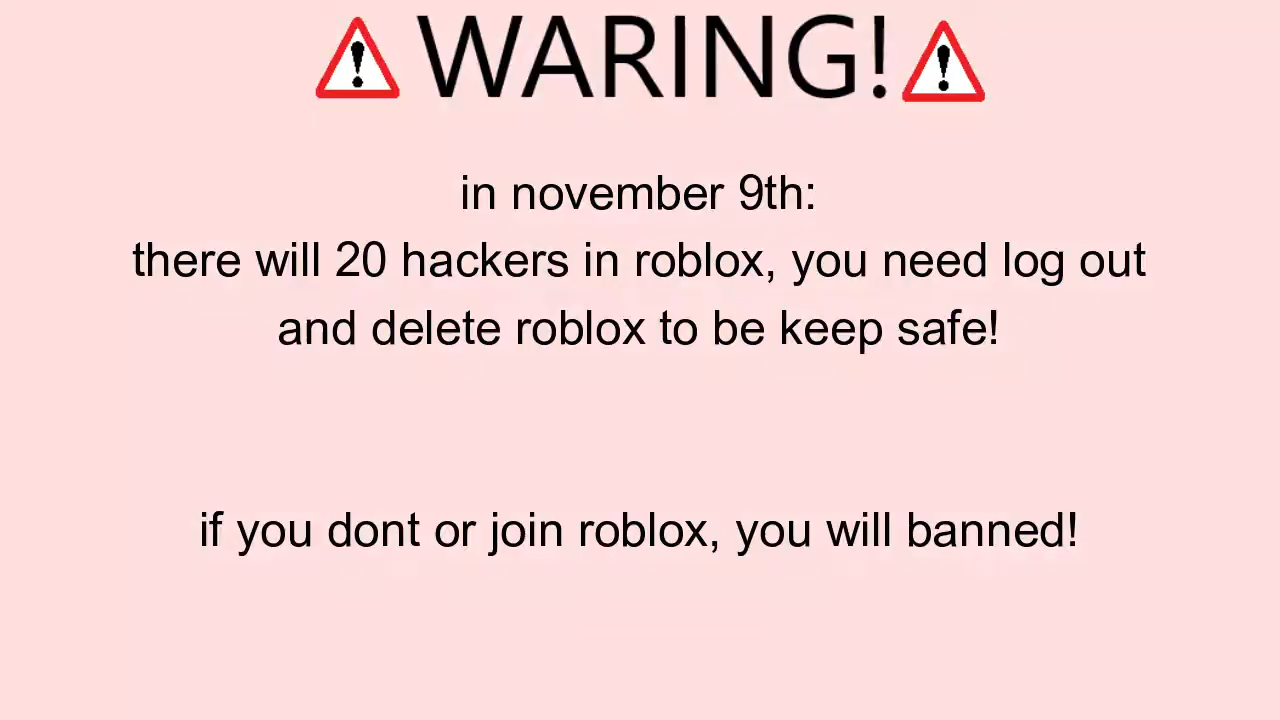 WARING!
in november 9th:
there will 20 hackers in roblox, you need log out
and delete roblox to be keep safe!
if you dont or join roblox, you will banned!